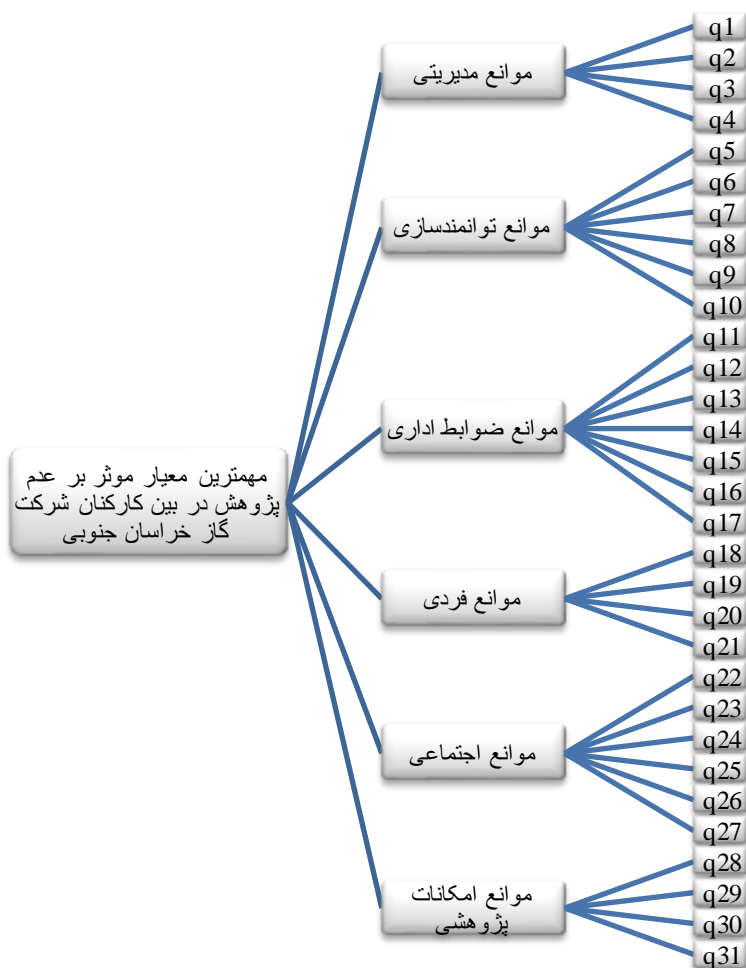 مهمترین معیار موثر بر عدم
پژوهش در بین کارکنان شرکت
گاز خراسان جنوبی
موانع مدیریتی
q1
q2
q3
q4
موانع توانمندسازی
q5
q6
q7
q8
q9
q10
موانع ضوابط اداری
q11
q12
q13
q14
q15
q16
q17
موانع فردی
q18
q19
q20
q21
موانع اجتماعی
q22
q23
q24
q25
q26
q27
موانع امکانات
پژوهشی
q28
q29
q30
q31